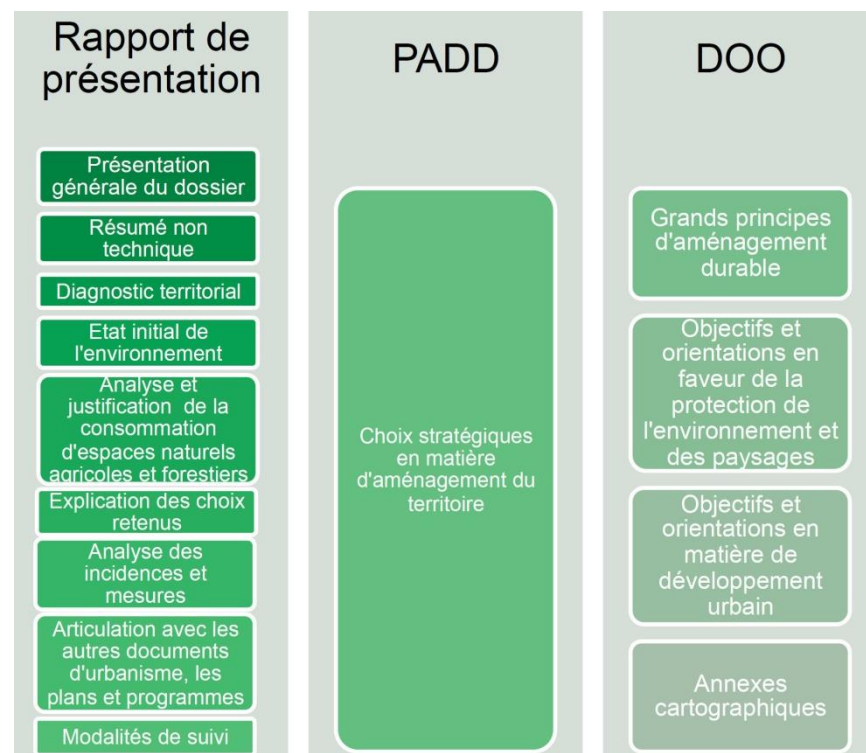 Rapport de
présentation
Présentation
générale du dossier
Résumé non
technique
Diagnostic territorial
Etat initial de
l'environnement
Analyse et
justification de la
consommation
d'espaces naturels
agricoles et forestiers
Explication des choix
retenus
Analyse des
incidences et
mesures
Articulation avec les
autres documents
d'urbanisme, les
plans et programmes
Modalités de suivi
PADD
Choix stratégiques
en matière
d'aménagement du
territoire
DOO
Grands principes
d'aménagement
durable
Objectifs et
orientations en
faveur de la
protection de
l'environnement et
des paysages
Objectifs et
orientations en
matière de
développement
urbain
Annexes
cartographiques